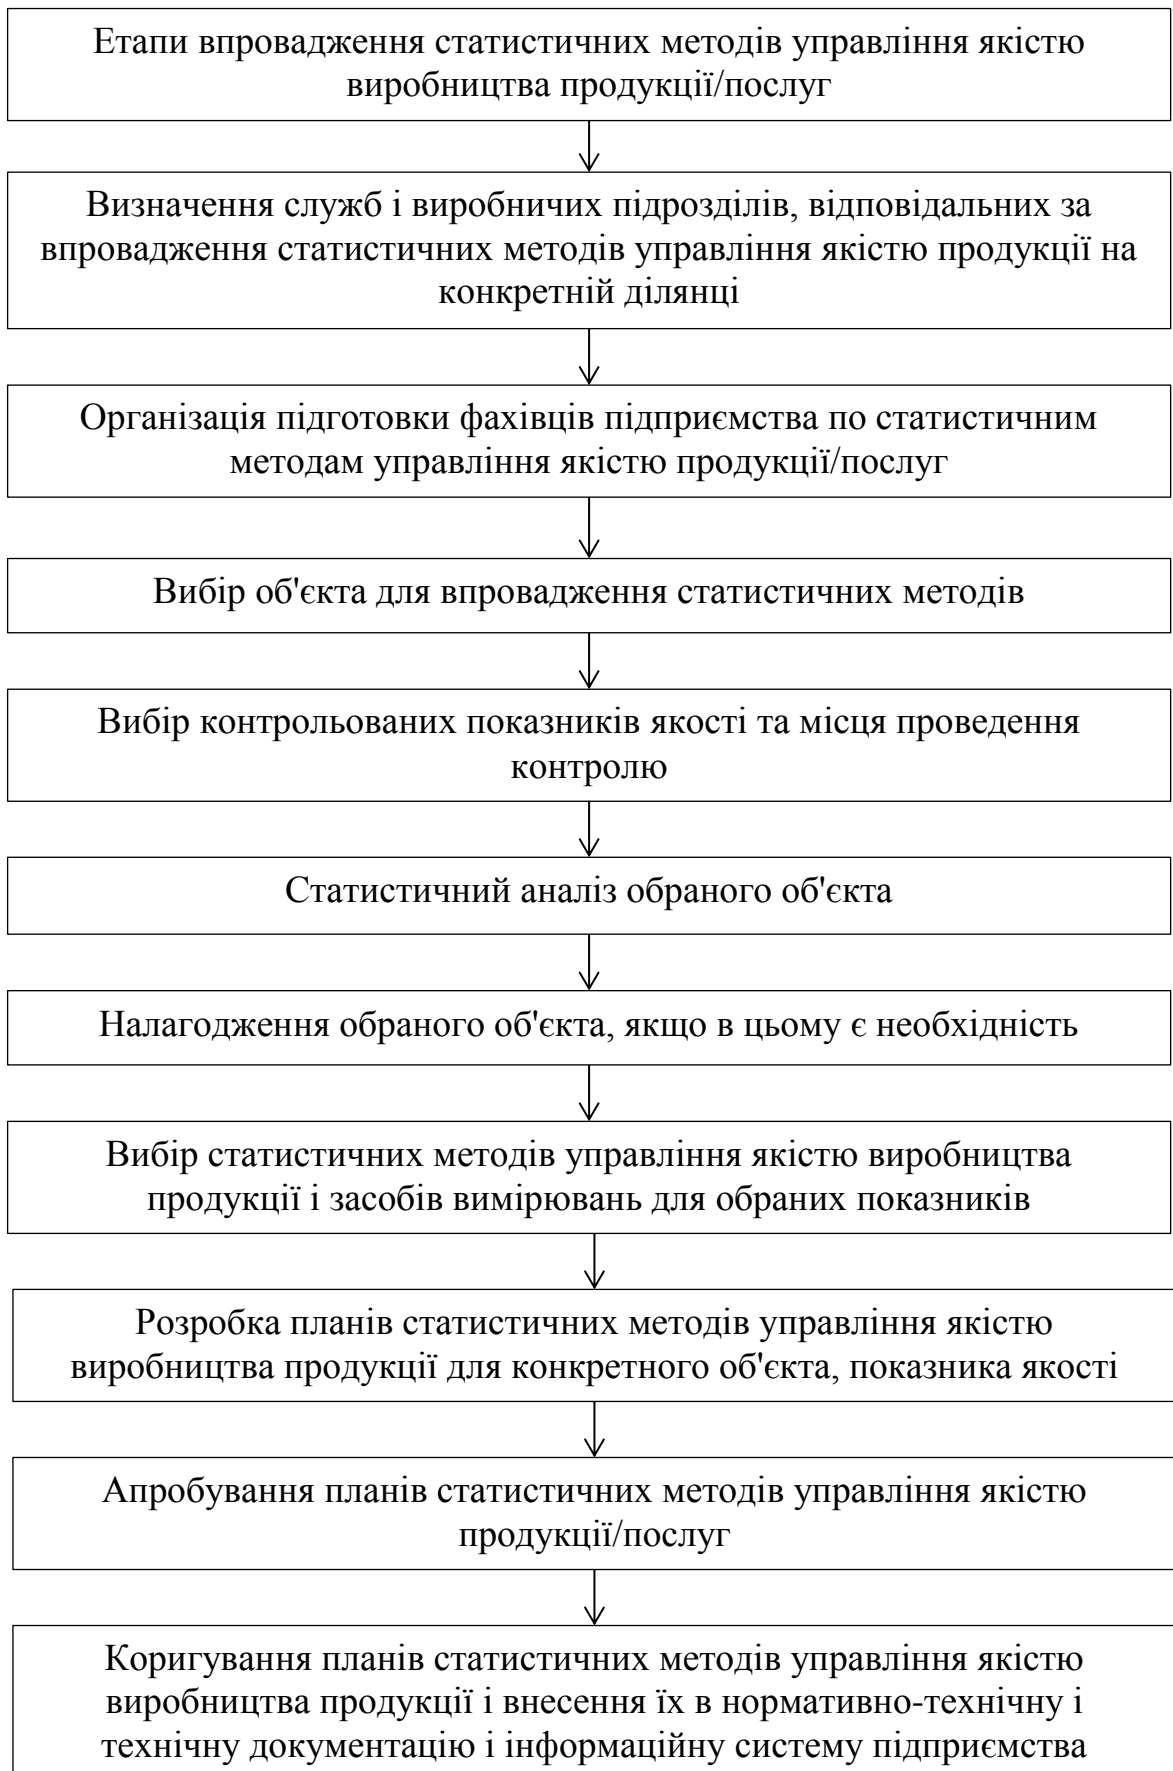 Етапи впровадження статистичних методів управління якістю
виробництва продукції/послуг
Визначення служб і виробничих підрозділів, відповідальних за
впровадження статистичних методів управління якістю продукції на
конкретній ділянці
Організація підготовки фахівців підприємства по статистичним
методам управління якістю продукції/послуг
Вибір об'єкта для впровадження статистичних методів
Вибір контрольованих показників якості та місця проведення
контролю
Статистичний аналіз обраного об'єкта
Налагодження обраного об'єкта, якщо в цьому є необхідність
Вибір статистичних методів управління якістю виробництва
продукції і засобів вимірювань для обраних показників
Розробка планів статистичних методів управління якістю
виробництва продукції для конкретного об'єкта, показника якості
Апробування планів статистичних методів управління якістю
продукції/послуг
Коригування планів статистичних методів управління якістю
виробництва продукції і внесення їх в нормативно-технічну і
технічну документацію і інформаційну систему підприємства